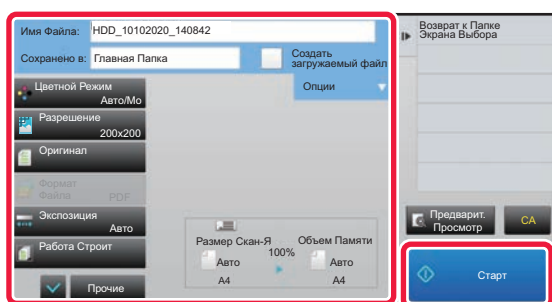 Имя Файла: HDD_10102020_140842
Сохранено в: Главная Папка
Создать
загружаемый файл
Опции
Цветной Режим
Авто/Мо
Разрешение
200x200
Оригинал
Формат
Файла
PDF
Экспозиция
Авто
Работа Строит
Прочие
Размер Скан-Я
Объем Памяти
100%
Авто
Авто
A4
A4
Возврат к Папке
Экрана Выбора
Предварит.
Просмотр
CA
Старт